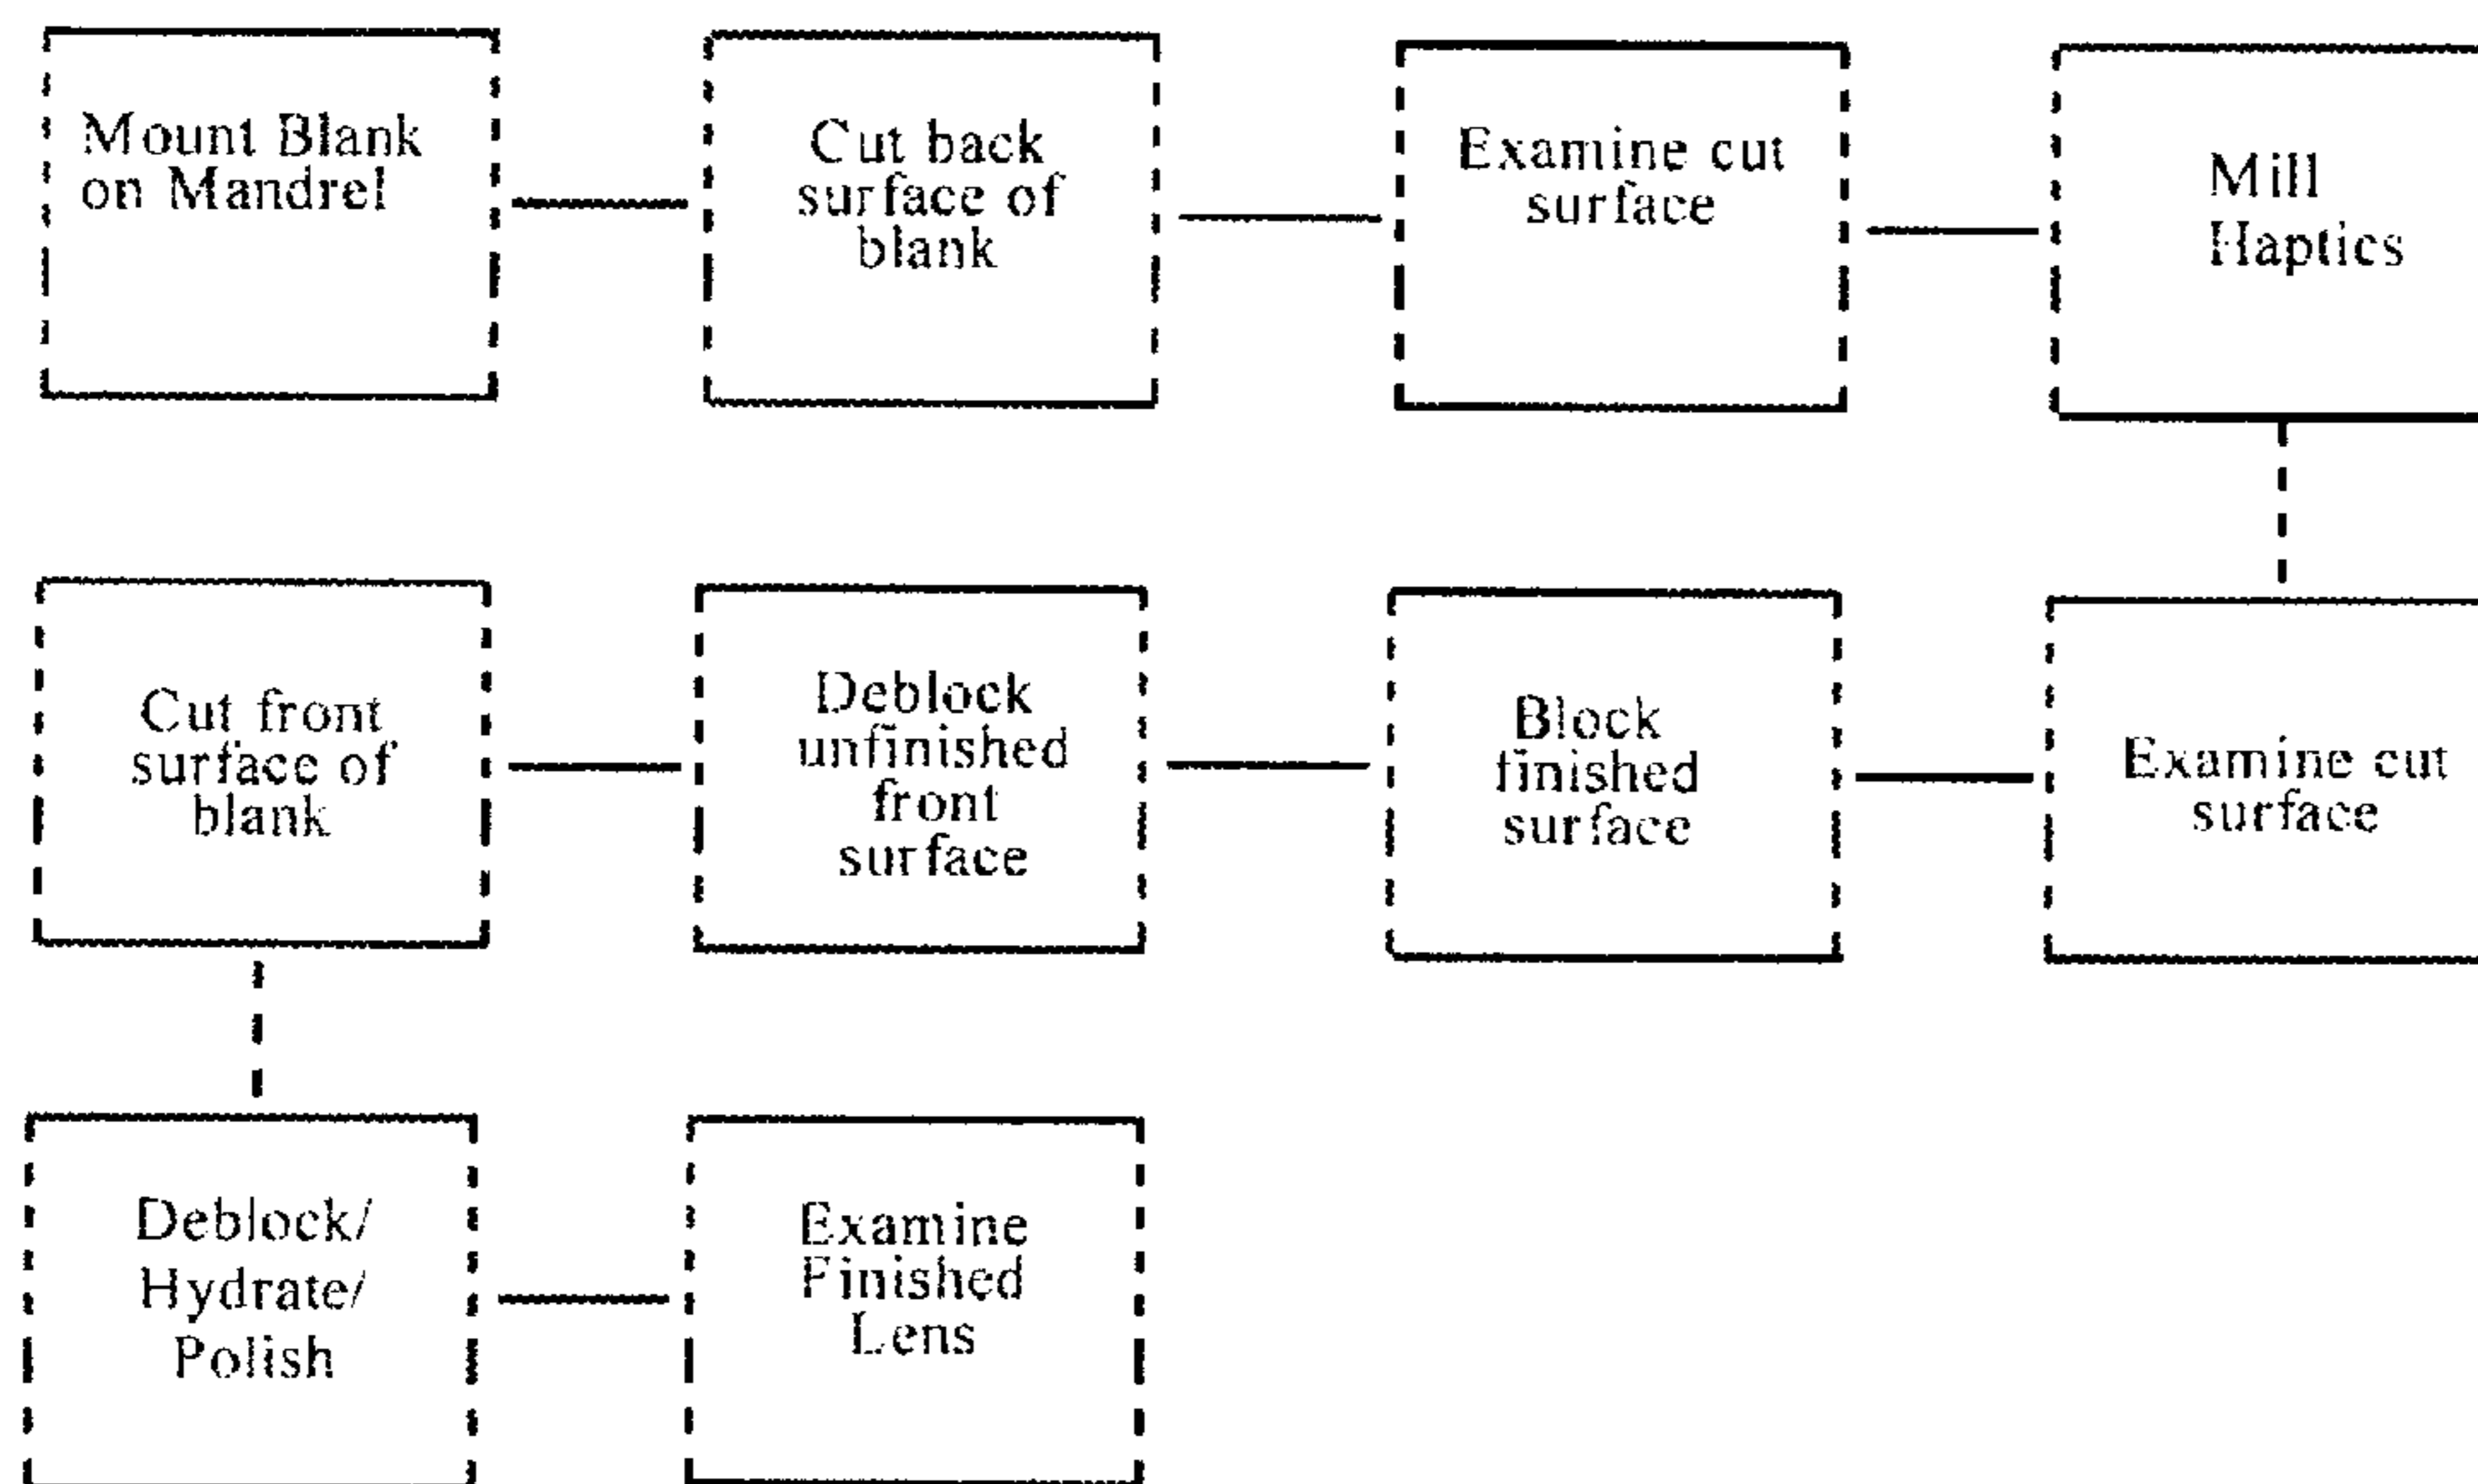 Mount Blank
on Mandrel
Cut back
surface of
blank
Examine cut
surface
Mill
Haptics
Cut front
surface of
blank
Deblock
unfinished
front
surface
Block
finished
surface
Examine cut
surface
Deblock/
Hydrate/
Polish
Examine
Finished
Lens